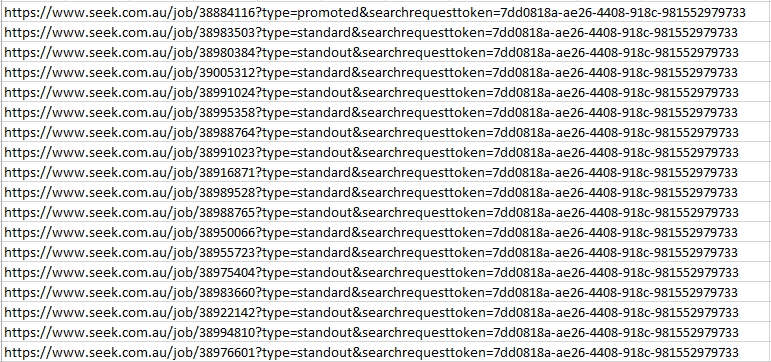 https://www.seek.com.au/job/38884116?type=promoted&searchrequesttoken=7dd0818a-ae26-4408-918c-981552979733
https://www.seek.com.au/job/38983503?type=standard&searchrequesttoken=7dd0818a-ae26-4408-918c-981552979733
https://www.seek.com.au/job/38980384?type=standout&searchrequesttoken=7dd0818a-ae26-4408-918c-981552979733
https://www.seek.com.au/job/39005312?type=standard&searchrequesttoken=7dd0818a-ae26-4408-918c-981552979733
https://www.seek.com.au/job/38991024?type=standout&searchrequesttoken=7dd0818a-ae26-4408-918c-981552979733
https://www.seek.com.au/job/38995358?type=standard&searchrequesttoken=7dd0818a-ae26-4408-918c-981552979733
https://www.seek.com.au/job/38988764?type=standout&searchrequesttoken=7dd0818a-ae26-4408-918c-981552979733
https://www.seek.com.au/job/38991023?type=standout&searchrequesttoken=7dd0818a-ae26-4408-918c-981552979733
https://www.seek.com.au/job/38916871?type=standout&searchrequesttoken=7dd0818a-ae26-4408-918c-981552979733
https://www.seek.com.au/job/38989528?type=standout&searchrequesttoken=7dd0818a-ae26-4408-918c-981552979733
https://www.seek.com.au/job/38988765?type=standout&searchrequesttoken=7dd0818a-ae26-4408-918c-981552979733
https://www.seek.com.au/job/38950066?type=standard&searchrequesttoken=7dd0818a-ae26-4408-918c-981552979733
https://www.seek.com.au/job/38955723?type=standard&searchrequesttoken=7dd0818a-ae26-4408-918c-981552979733
https://www.seek.com.au/job/38975404?type=standout&searchrequesttoken=7dd0818a-ae26-4408-918c-981552979733
https://www.seek.com.au/job/38983660?type=standard&searchrequesttoken=7dd0818a-ae26-4408-918c-981552979733
https://www.seek.com.au/job/38922142?type=standout&searchrequesttoken=7dd0818a-ae26-4408-918c-981552979733
https://www.seek.com.au/job/38994810?type=standout&searchrequesttoken=7dd0818a-ae26-4408-918c-981552979733
https://www.seek.com.au/job/38976601?type=standout&searchrequesttoken=7dd0818a-ae26-4408-918c-981552979733